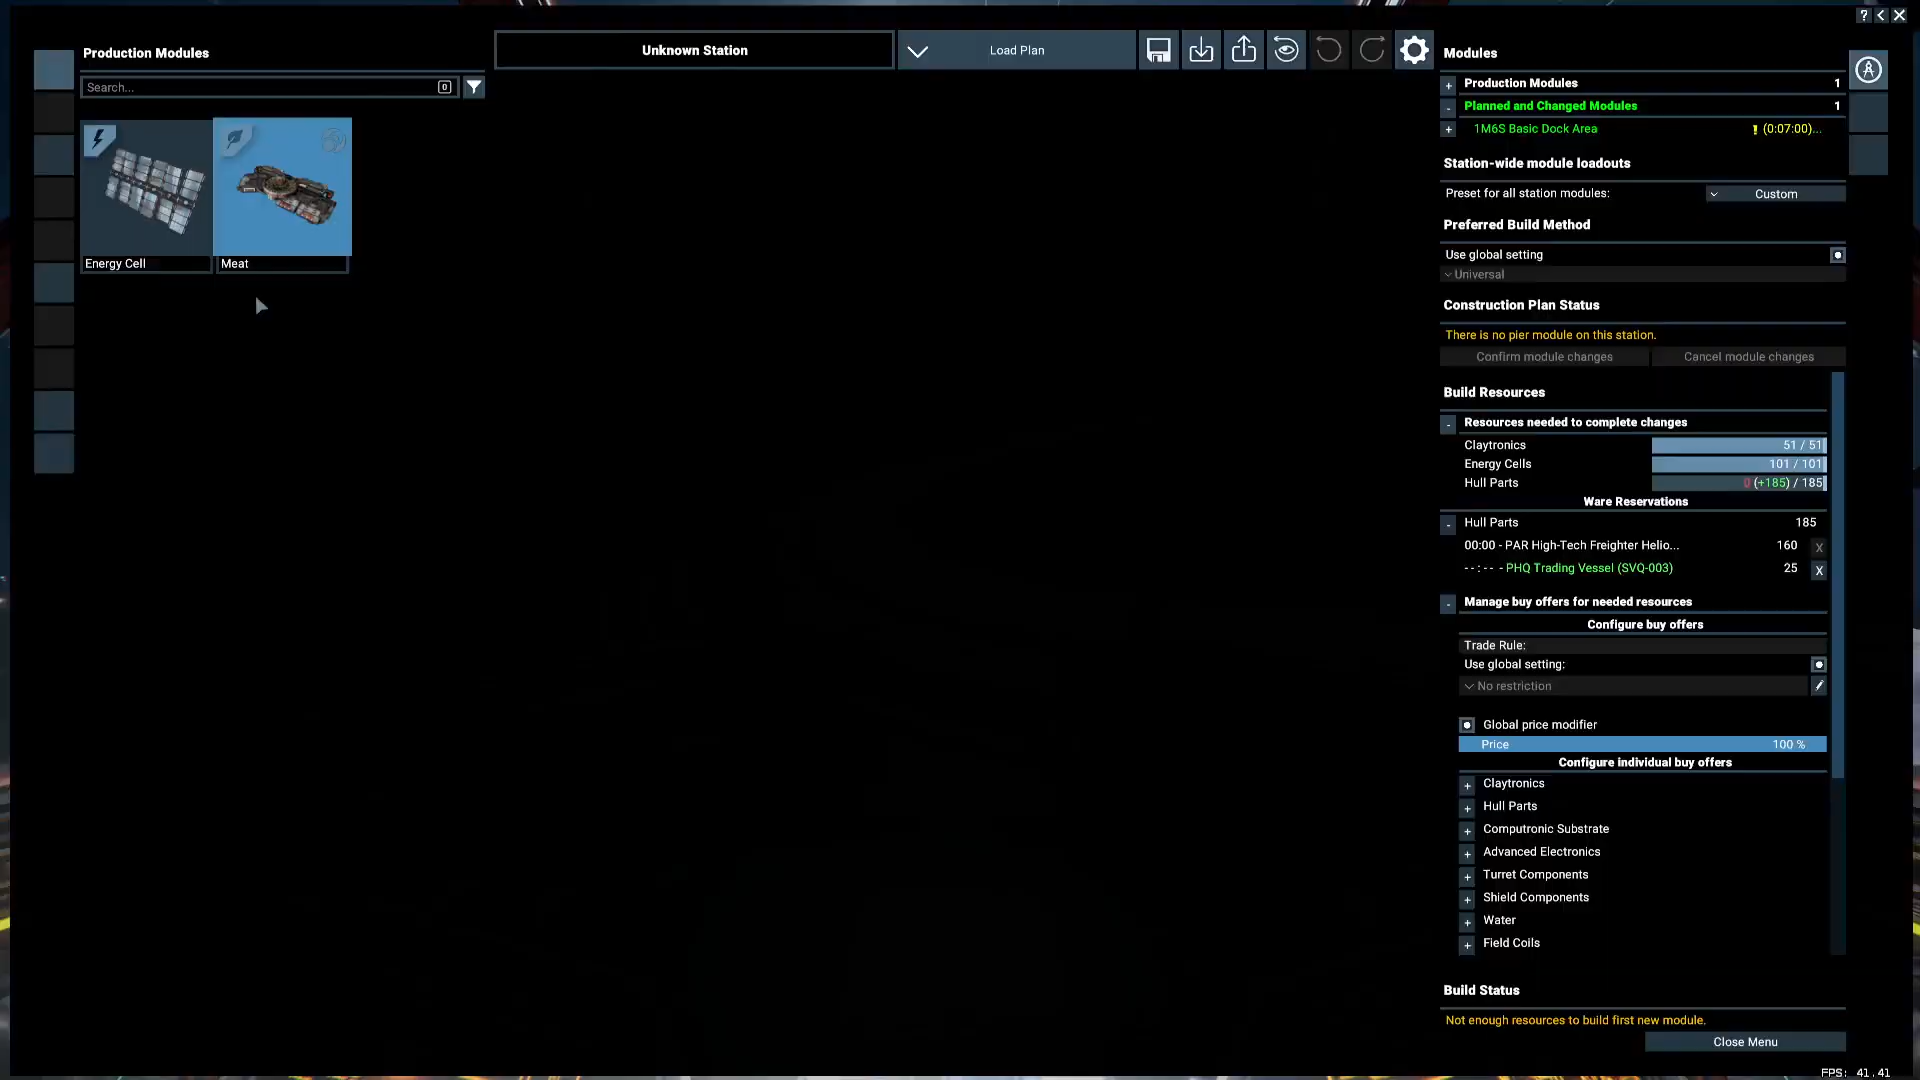 Production Modules
Search...
0
Energy Cell
Meat
Unknown Station
Load Plan
?
Modules
+ Production Modules 1
- Planned and Changed Modules 1
+ 1M6S Basic Dock Area ! (0:07:00)...
Station-wide module loadouts
Preset for all station modules: Custom
Preferred Build Method
Use global setting
Universal
Construction Plan Status
There is no pier module on this station.
Confirm module changes Cancel module changes
Build Resources
- Resources needed to complete changes
Claytronics 51 / 51
Energy Cells 101 / 101
Hull Parts 0 (+185) / 185
Ware Reservations
- Hull Parts 185
00:00 - PAR High-Tech Freighter Helio... 160 X
--:-- - PHQ Trading Vessel (SVQ-003) 25 X
- Manage buy offers for needed resources
Configure buy offers
Trade Rule:
Use global setting:
No restriction
Global price modifier
Price 100 %
Configure individual buy offers
+ Claytronics
+ Hull Parts
+ Computronic Substrate
+ Advanced Electronics
+ Turret Components
+ Shield Components
+ Water
+ Field Coils
Build Status
Not enough resources to build first new module.
Close Menu
FPS: 41.41